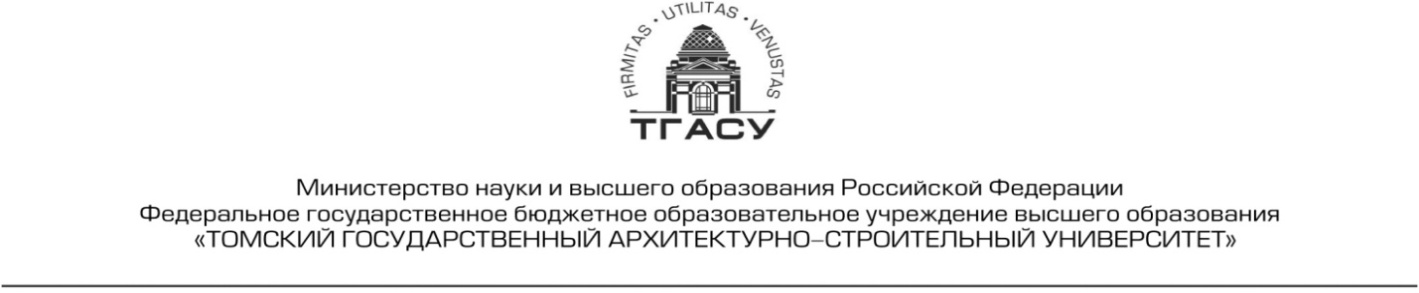 FIRMITAS · UTILITAS · VENUSTAS
ТГАСУ
Министерство науки и высшего образования Российской Федерации
Федеральное государственное бюджетное образовательное учреждение высшего образования
«ТОМСКИЙ ГОСУДАРСТВЕННЫЙ АРХИТЕКТУРНО–СТРОИТЕЛЬНЫЙ УНИВЕРСИТЕТ»